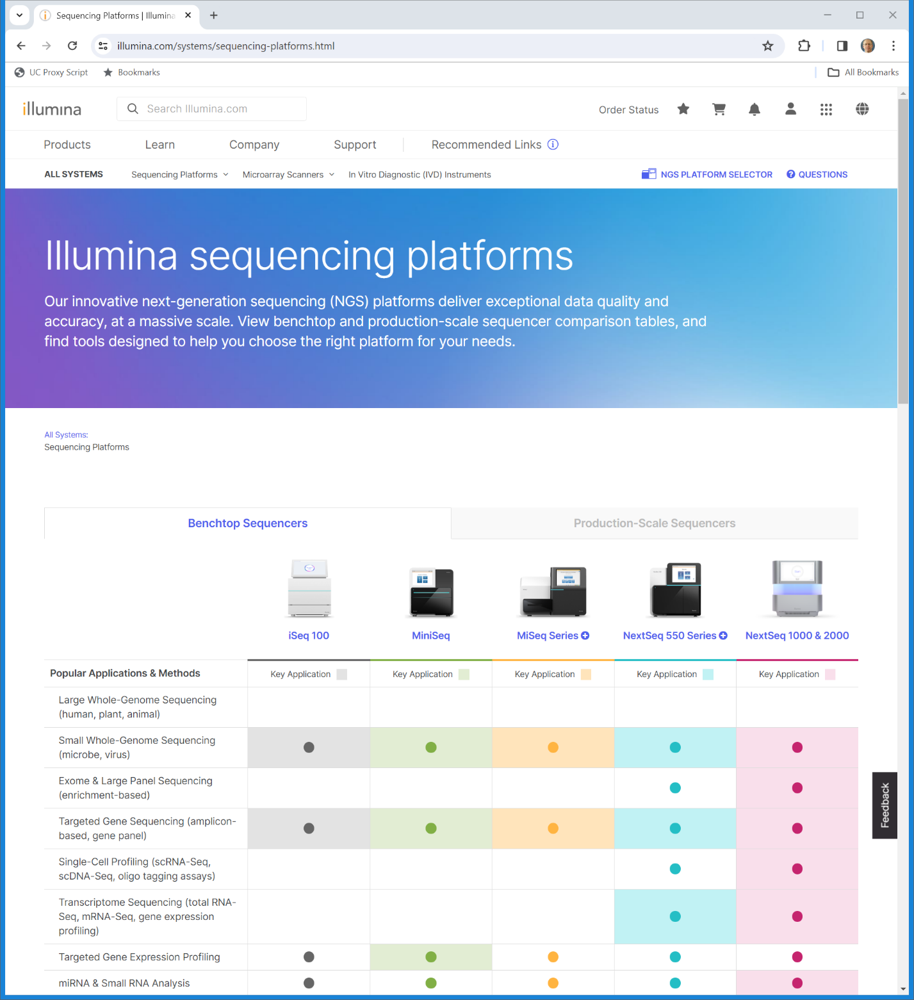 Sequencing Platforms | Illumina
illumina.com/systems/sequencing-platforms.html
UC Proxy Script
Bookmarks
All Bookmarks
illumina
Search Illumina.com
Order Status
Products
Learn
Company
Support
Recommended Links
ALL SYSTEMS
Sequencing Platforms
Microarray Scanners
In Vitro Diagnostic (IVD) Instruments
NGS PLATFORM SELECTOR
QUESTIONS
Illumina sequencing platforms
Our innovative next-generation sequencing (NGS) platforms deliver exceptional data quality and
accuracy, at a massive scale. View benchtop and production-scale sequencer comparison tables, and
find tools designed to help you choose the right platform for your needs.
All Systems:
Sequencing Platforms
Benchtop Sequencers
Production-Scale Sequencers
iSeq 100
MiniSeq
MiSeq Series
NextSeq 550 Series
NextSeq 1000 & 2000
Popular Applications & Methods
Key Application
Key Application
Key Application
Key Application
Key Application
Large Whole-Genome Sequencing
(human, plant, animal)
Small Whole-Genome Sequencing
(microbe, virus)
Exome & Large Panel Sequencing
(enrichment-based)
Targeted Gene Sequencing (amplicon-
based, gene panel)
Single-Cell Profiling (scRNA-Seq,
scDNA-Seq, oligo tagging assays)
Transcriptome Sequencing (total RNA-
Seq, mRNA-Seq, gene expression
profiling)
Targeted Gene Expression Profiling
miRNA & Small RNA Analysis
Feedback